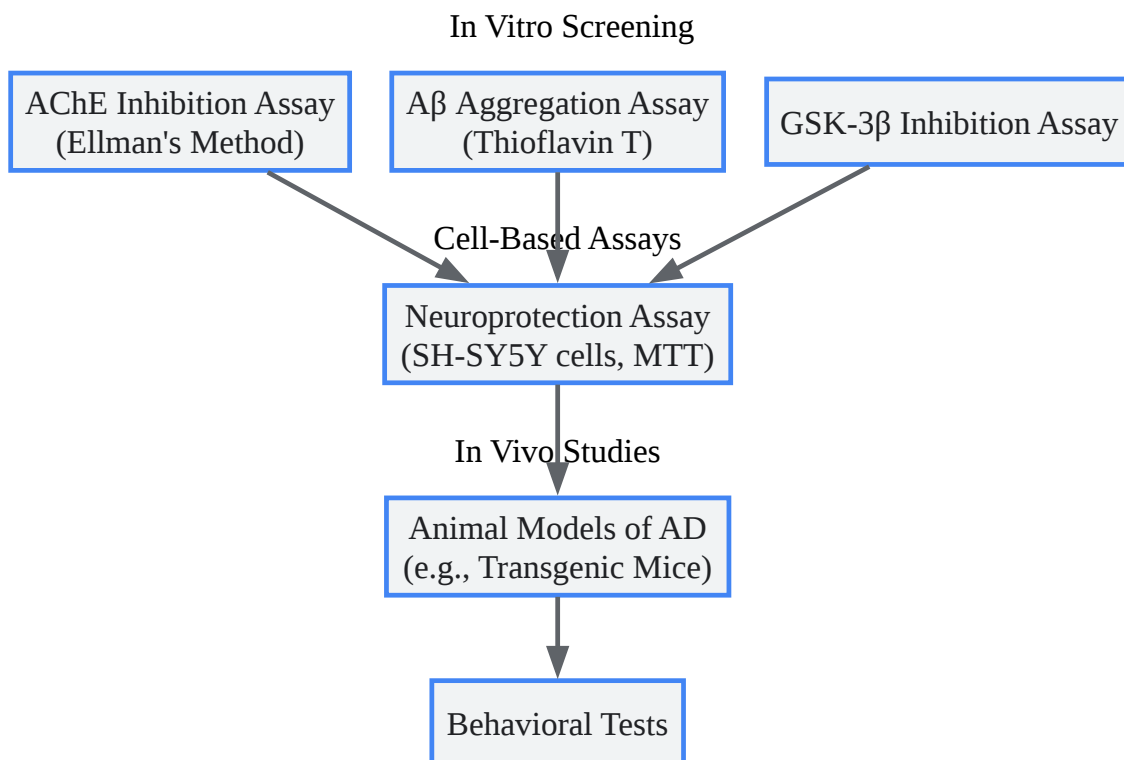 In Vitro Screening
AChE Inhibition Assay
(Ellman's Method)
Aβ Aggregation Assay
(Thioflavin T)
GSK-3β Inhibition Assay
Cell-Based Assays
Neuroprotection Assay
(SH-SY5Y cells, MTT)
In Vivo Studies
Animal Models of AD
(e.g., Transgenic Mice)
Behavioral Tests